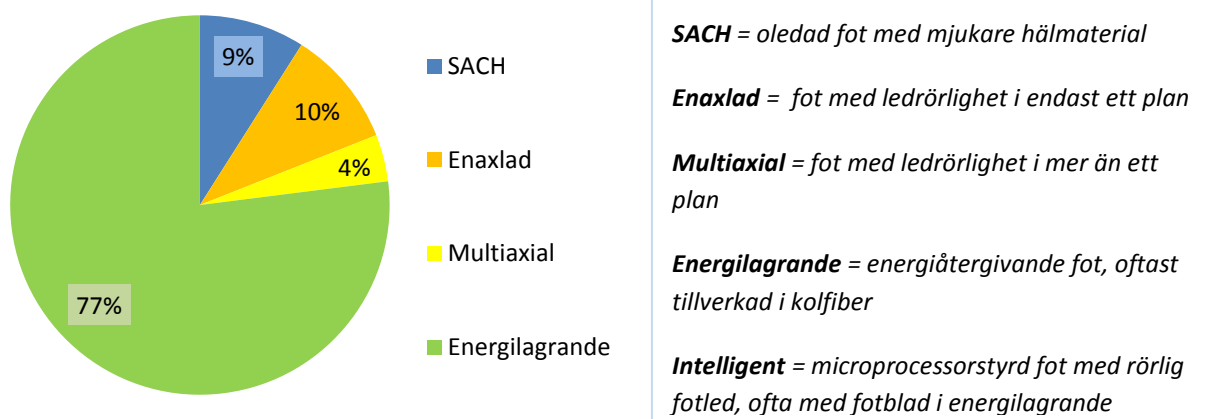 9%
10%
4%
77%
SACH
Enaxlad
Multiaxial
Energilagrande
SACH = oledad fot med mjukare hälmaterial
Enaxlad = fot med ledrörlighet i endast ett plan
Multiaxial = fot med ledrörlighet i mer än ett
plan
Energilagrande = energiåtergivande fot, oftast
tillverkad i kolfiber
Intelligent = microprocessorstyrd fot med rörlig
fotled, ofta med fotblad i energilagrande